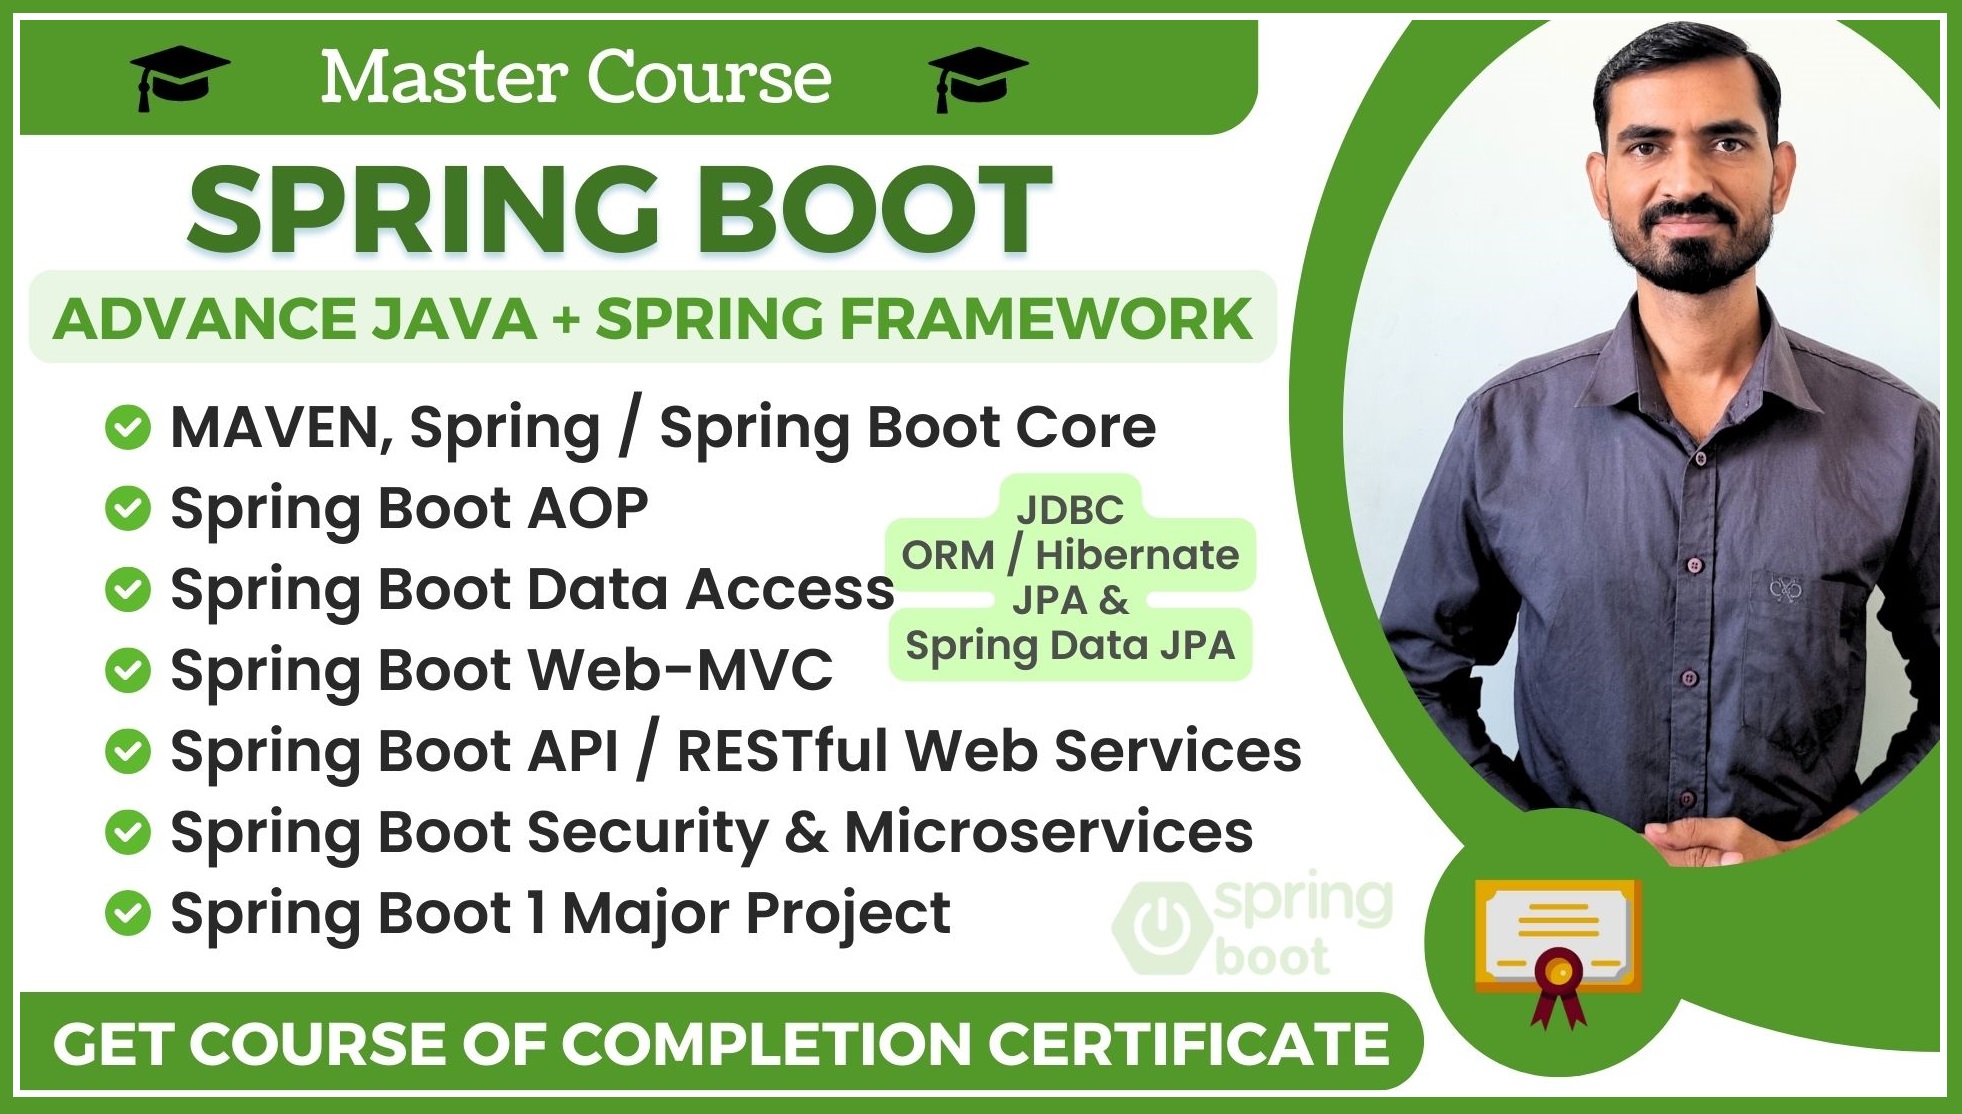 Master Course
SPRING BOOT
ADVANCE JAVA + SPRING FRAMEWORK
MAVEN, Spring / Spring Boot Core
Spring Boot AOP
Spring Boot Data Access
JDBC
ORM / Hibernate
JPA &
Spring Data JPA
Spring Boot Web-MVC
Spring Boot API / RESTful Web Services
Spring Boot Security & Microservices
Spring Boot 1 Major Project
spring
boot
GET COURSE OF COMPLETION CERTIFICATE